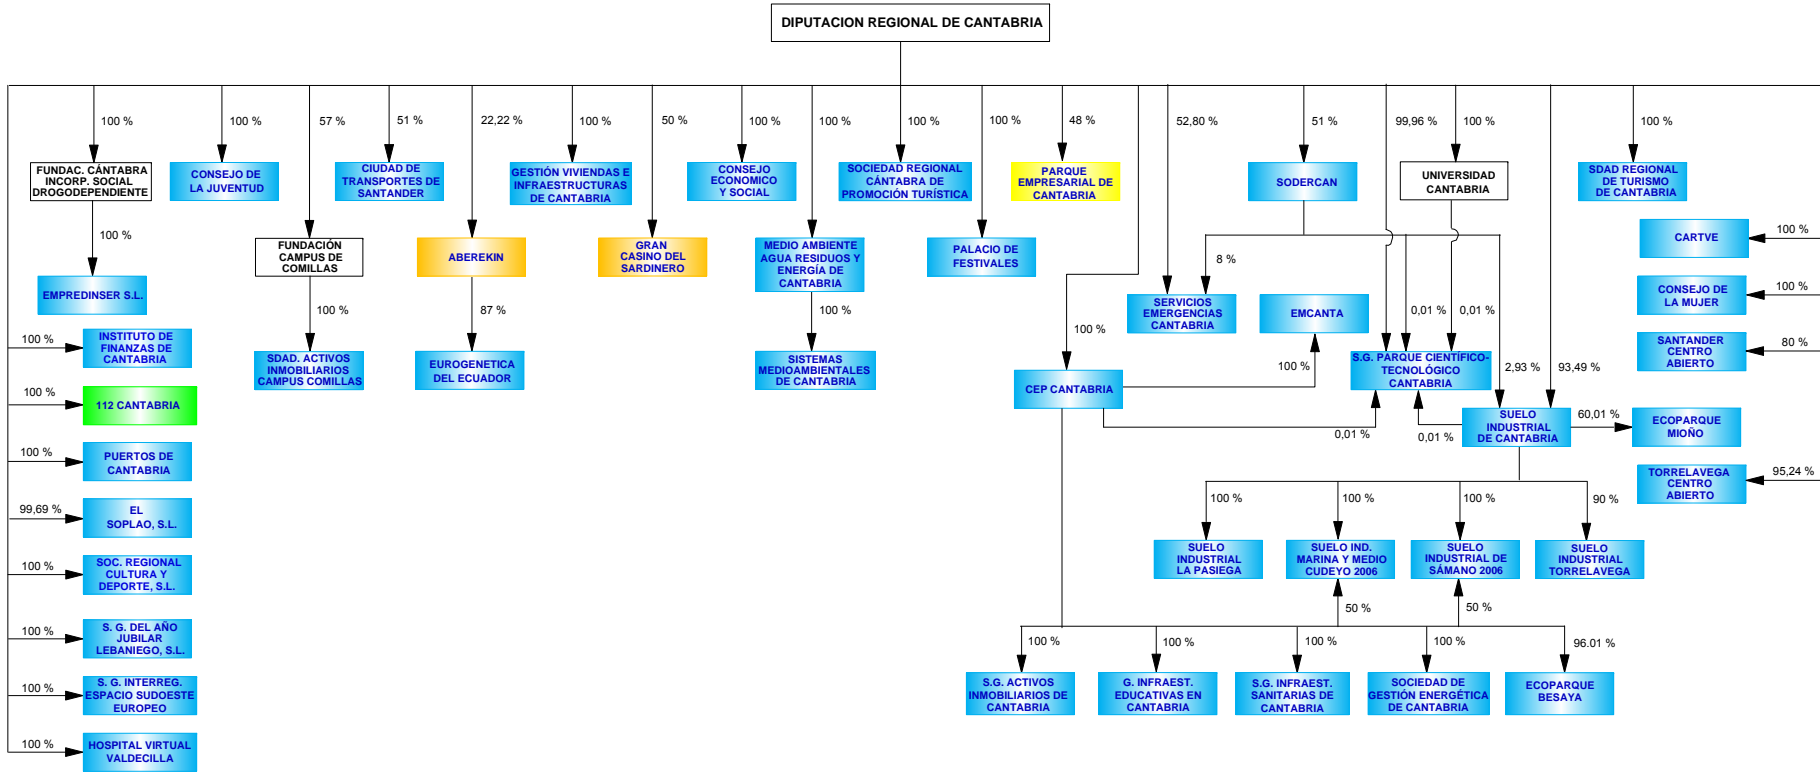 DIPUTACION REGIONAL DE CANTABRIA
100 %
100 %
57 %
51 %
22,22 %
100 %
50 %
100 %
100 %
100 %
100 %
48 %
52,80 %
51 %
99,96 %
100 %
100 %
FUNDAC. CÁNTABRA
INCORP. SOCIAL
DROGODEPENDIENTE
CONSEJO DE
LA JUVENTUD
CIUDAD DE
TRANSPORTES DE
SANTANDER
GESTIÓN VIVIENDAS E
INFRAESTRUCTURAS
DE CANTABRIA
CONSEJO
ECONOMICO
Y SOCIAL
SOCIEDAD REGIONAL
CÁNTABRA DE
PROMOCIÓN TURÍSTICA
PARQUE
EMPRESARIAL DE
CANTABRIA
SODERCAN
UNIVERSIDAD
CANTABRIA
SDAD REGIONAL
DE TURISMO
DE CANTABRIA
100 %
FUNDACIÓN
CAMPUS DE
COMILLAS
ABEREKIN
GRAN
CASINO DEL
SARDINERO
MEDIO AMBIENTE
AGUA RESIDUOS Y
ENERGÍA DE
CANTABRIA
PALACIO DE
FESTIVALES
8 %
CARTVE
100 %
EMPREDINSER S.L.
SERVICIOS
EMERGENCIAS
CANTABRIA
EMCANTA
CONSEJO DE
LA MUJER
100 %
100 %
87 %
100 %
100 %
0,01 %
0,01 %
100 %
INSTITUTO DE
FINANZAS DE
CANTABRIA
SDAD. ACTIVOS
INMOBILIARIOS
CAMPUS COMILLAS
EUROGENETICA
DEL ECUADOR
SISTEMAS
MEDIOAMBIENTALES
DE CANTABRIA
100 %
S.G. PARQUE CIENTÍFICO-
TECNOLÓGICO
CANTABRIA
2,93 %
93,49 %
SANTANDER
CENTRO
ABIERTO
80 %
CEP CANTABRIA
100 %
112 CANTABRIA
0,01 %
0,01 %
SUELO
INDUSTRIAL
DE CANTABRIA
60,01 %
ECOPARQUE
MIOÑO
100 %
PUERTOS DE
CANTABRIA
TORRELAVEGA
CENTRO
ABIERTO
95,24 %
100 %
100 %
100 %
90 %
99,69 %
EL
SOPLAO, S.L.
SUELO
INDUSTRIAL
LA PASIEGA
SUELO IND.
MARINA Y MEDIO
CUDEYO 2006
SUELO
INDUSTRIAL DE
SÁMANO 2006
SUELO
INDUSTRIAL
TORRELAVEGA
100 %
SOC. REGIONAL
CULTURA Y
DEPORTE, S.L.
50 %
50 %
100 %
S. G. DEL AÑO
JUBILAR
LEBANIEGO, S.L.
100 %
100 %
100 %
100 %
96.01 %
100 %
S. G. INTERREG.
ESPACIO SUDOESTE
EUROPEO
S.G. ACTIVOS
INMOBILIARIOS DE
CANTABRIA
G. INFRAEST.
EDUCATIVAS EN
CANTABRIA
S.G. INFRAEST.
SANITARIAS DE
CANTABRIA
SOCIEDAD DE
GESTIÓN ENERGÉTICA
DE CANTABRIA
ECOPARQUE
BESAYA
100 %
HOSPITAL VIRTUAL
VALDECILLA